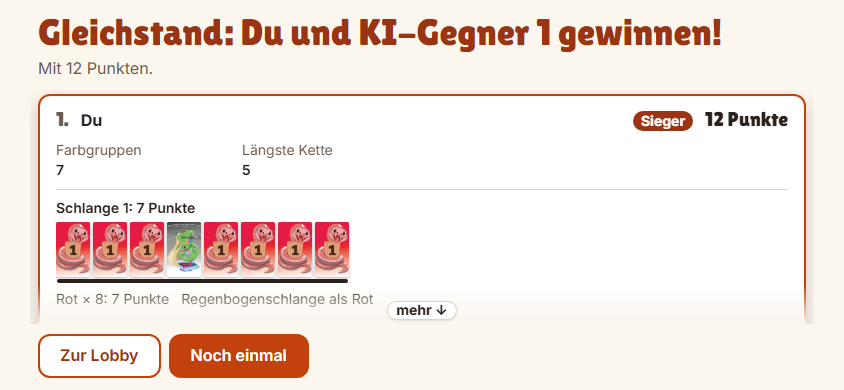 Gleichstand: Du und KI-Gegner 1 gewinnen!
Mit 12 Punkten.
1. Du Sieger 12 Punkte
Farbgruppen Längste Kette
7 5
Schlange 1: 7 Punkte
1 1 1 1 1 1 1
Rot × 8: 7 Punkte Regenbogenschlange als Rot
mehr ↓
Zur Lobby Noch einmal